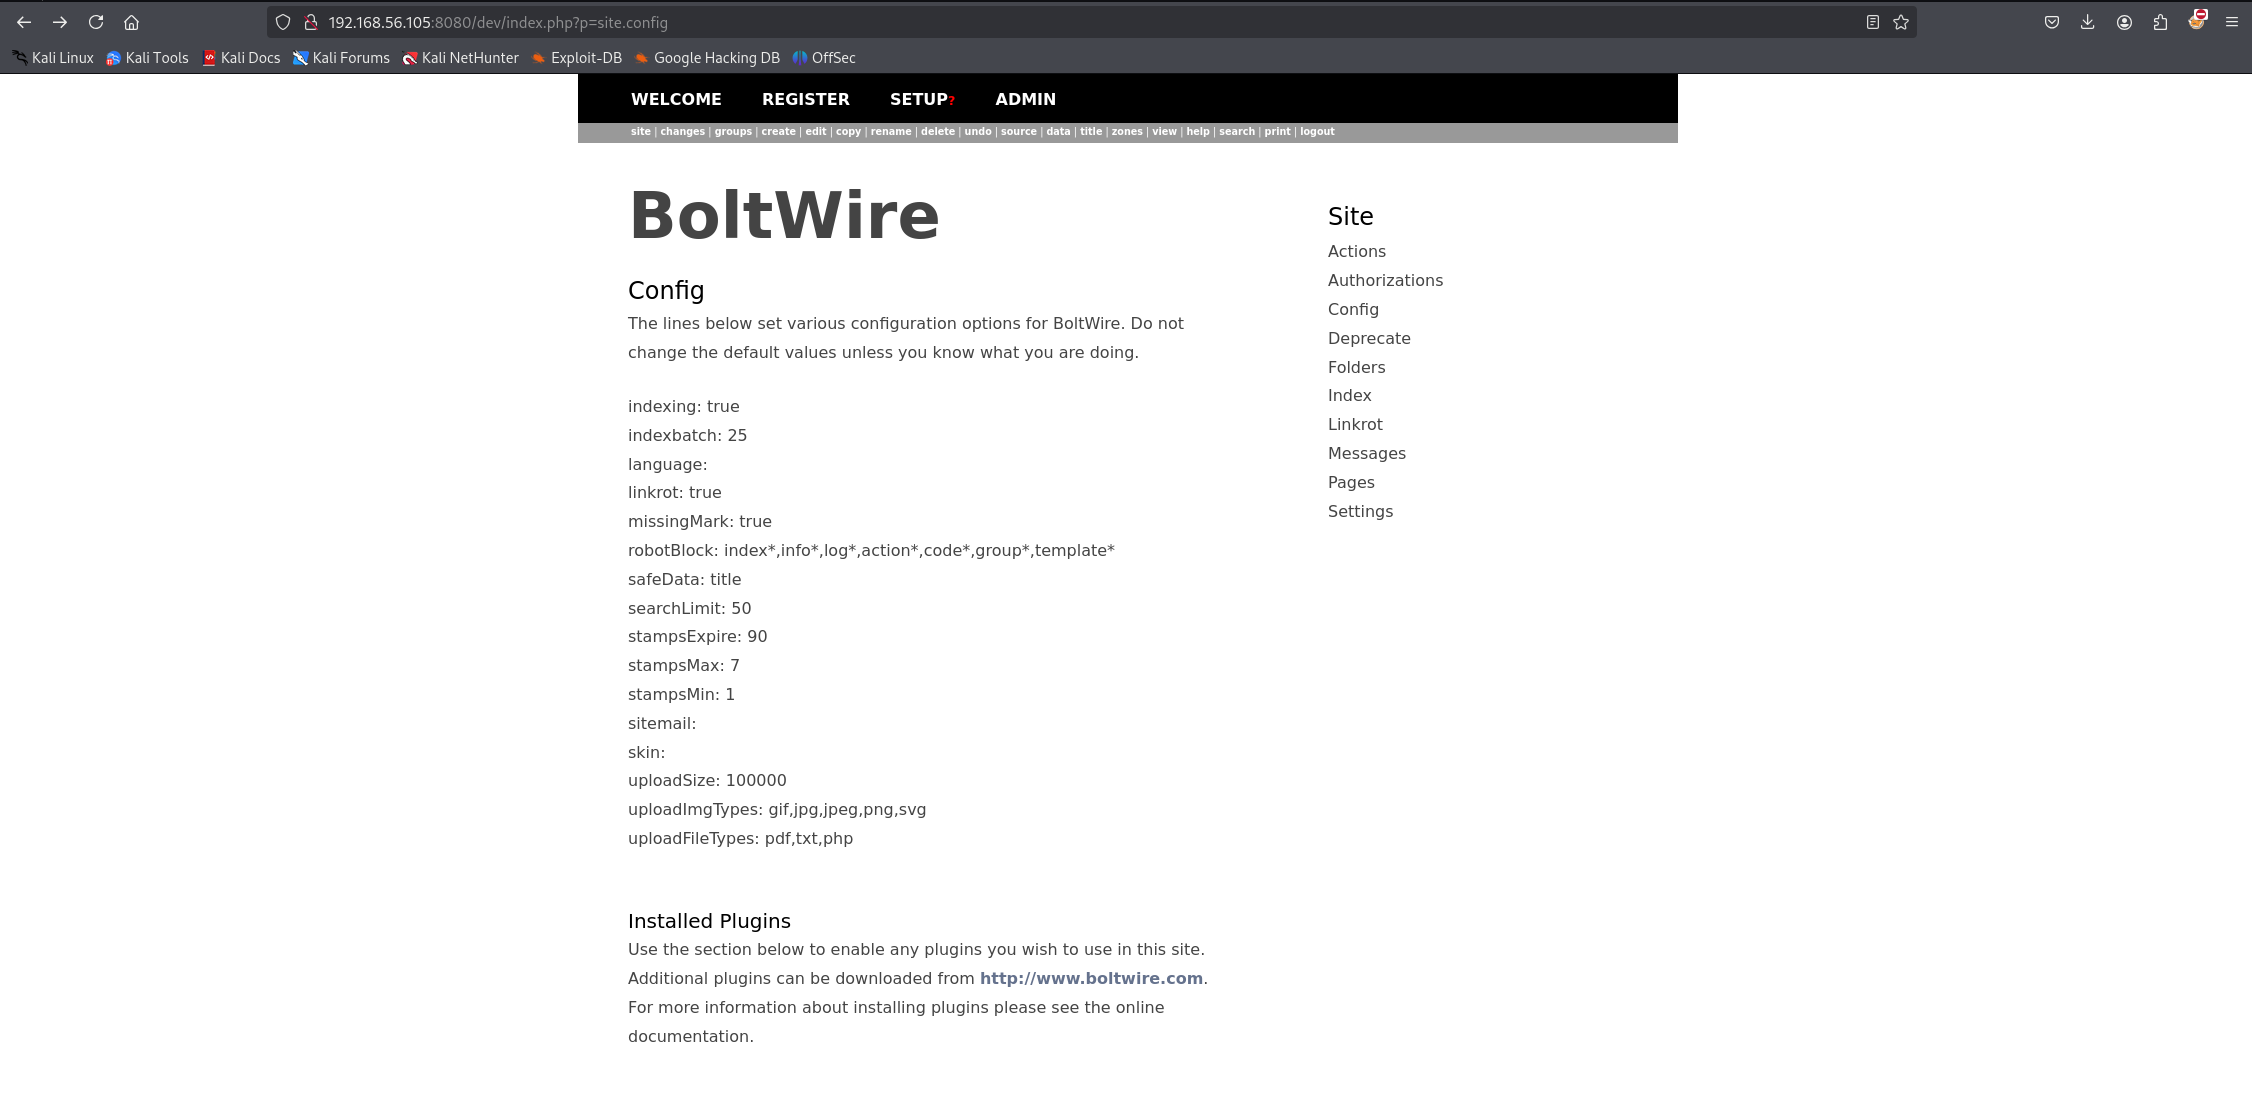 192.168.56.105:8080/dev/index.php?p=site.config
Kali Linux Kali Tools Kali Docs Kali Forums Kali NetHunter Exploit-DB Google Hacking DB OffSec
WELCOME REGISTER SETUP? ADMIN
site | changes | groups | create | edit | copy | rename | delete | undo | source | data | title | zones | view | help | search | print | logout
BoltWire
Config
The lines below set various configuration options for BoltWire. Do not
change the default values unless you know what you are doing.
indexing: true
indexbatch: 25
language:
linkrot: true
missingMark: true
robotBlock: index*,info*,log*,action*,code*,group*,template*
safeData: title
searchLimit: 50
stampsExpire: 90
stampsMax: 7
stampsMin: 1
sitemail:
skin:
uploadSize: 100000
uploadImgTypes: gif,jpg,jpeg,png,svg
uploadFileTypes: pdf,txt,php
Installed Plugins
Use the section below to enable any plugins you wish to use in this site.
Additional plugins can be downloaded from http://www.boltwire.com.
For more information about installing plugins please see the online
documentation.
Site
Actions
Authorizations
Config
Deprecate
Folders
Index
Linkrot
Messages
Pages
Settings